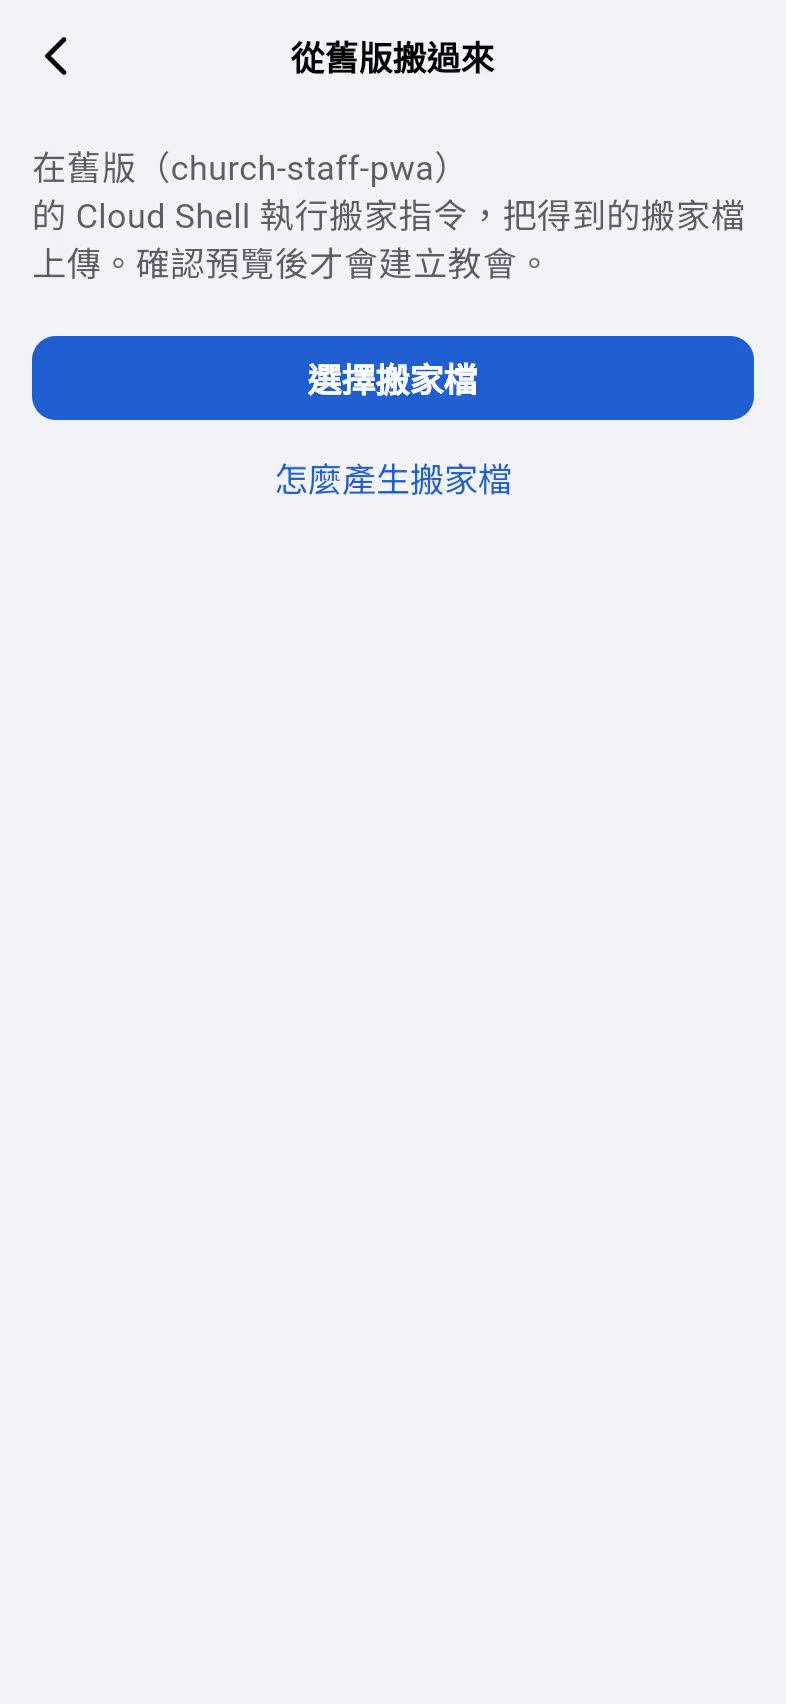 從舊版搬過來
在舊版（church-staff-pwa）
的 Cloud Shell 執行搬家指令，把得到的搬家檔
上傳。確認預覽後才會建立教會。
選擇搬家檔
怎麼產生搬家檔